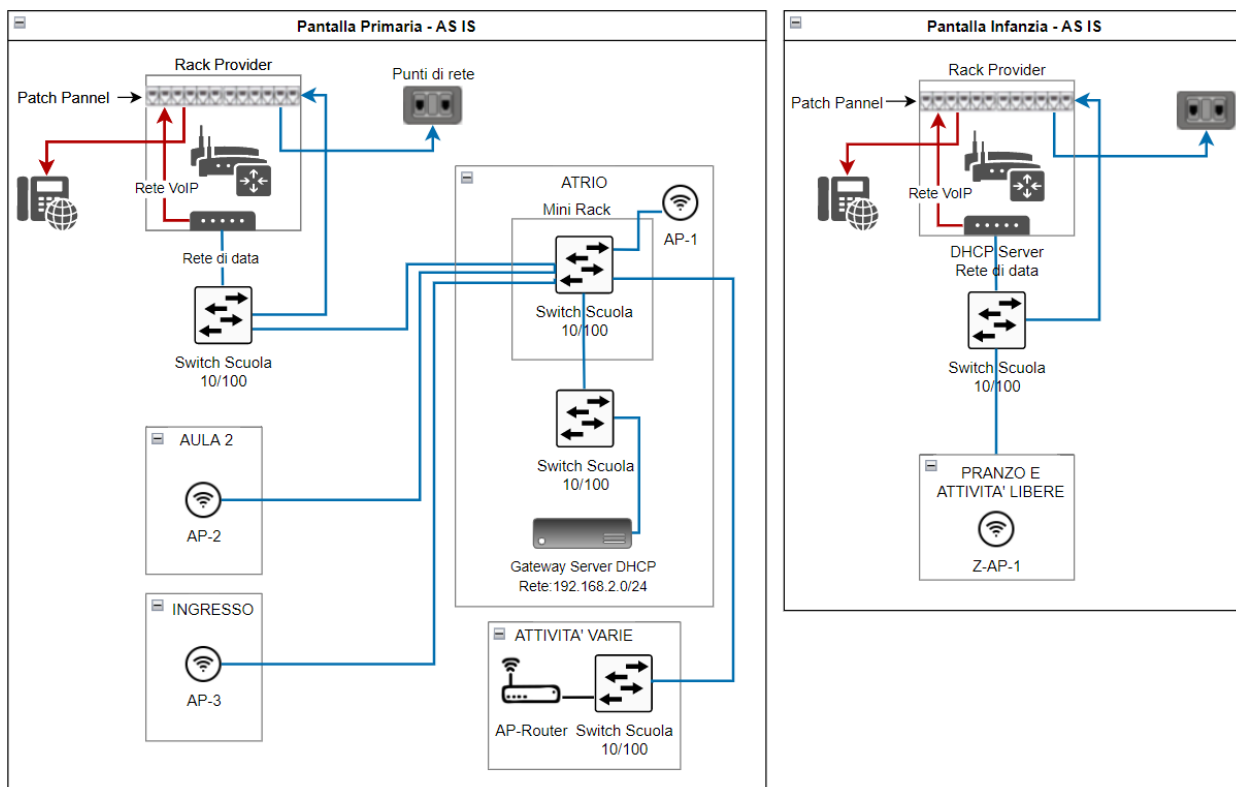 Pantalla Primaria - AS IS
Rack Provider
Patch Pannel
Punti di rete
Rete VoIP
Rete di data
Switch Scuola
10/100
ATRIO
Mini Rack
AP-1
Switch Scuola
10/100
Switch Scuola
10/100
Gateway Server DHCP
Rete:192.168.2.0/24
AULA 2
AP-2
INGRESSO
AP-3
ATTIVITA' VARIE
AP-Router
Switch Scuola
10/100
Pantalla Infanzia - AS IS
Rack Provider
Patch Pannel
Rete VoIP
DHCP Server
Rete di data
Switch Scuola
10/100
PRANZO E
ATTIVITA' LIBERE
Z-AP-1